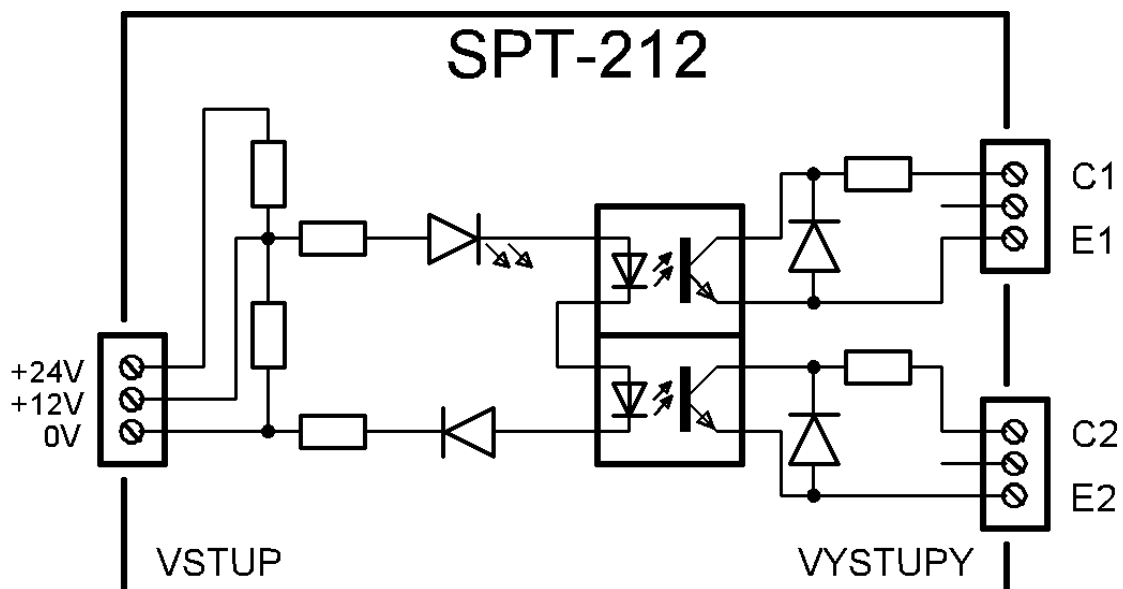 SPT-212
C1
E1
+24V
+12V
0V
C2
E2
VSTUP
VYSTUPY